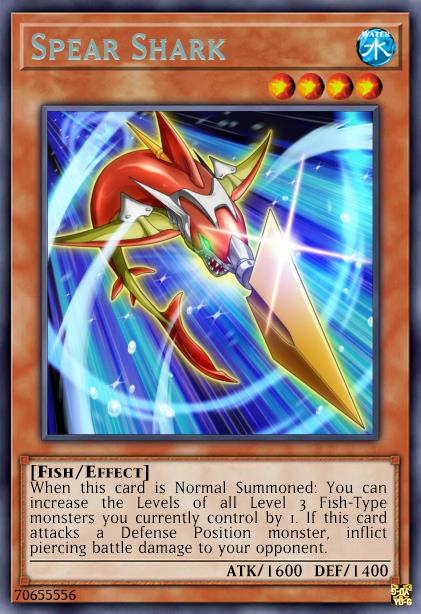 Spear Shark
WATER
水
[Fish/Effect]
When this card is Normal Summoned: You can
increase the Levels of all Level 3 Fish-Type
monsters you currently control by 1. If this card
attacks a Defense Position monster, inflict
piercing battle damage to your opponent.
ATK/1600 DEF/1400
70655556